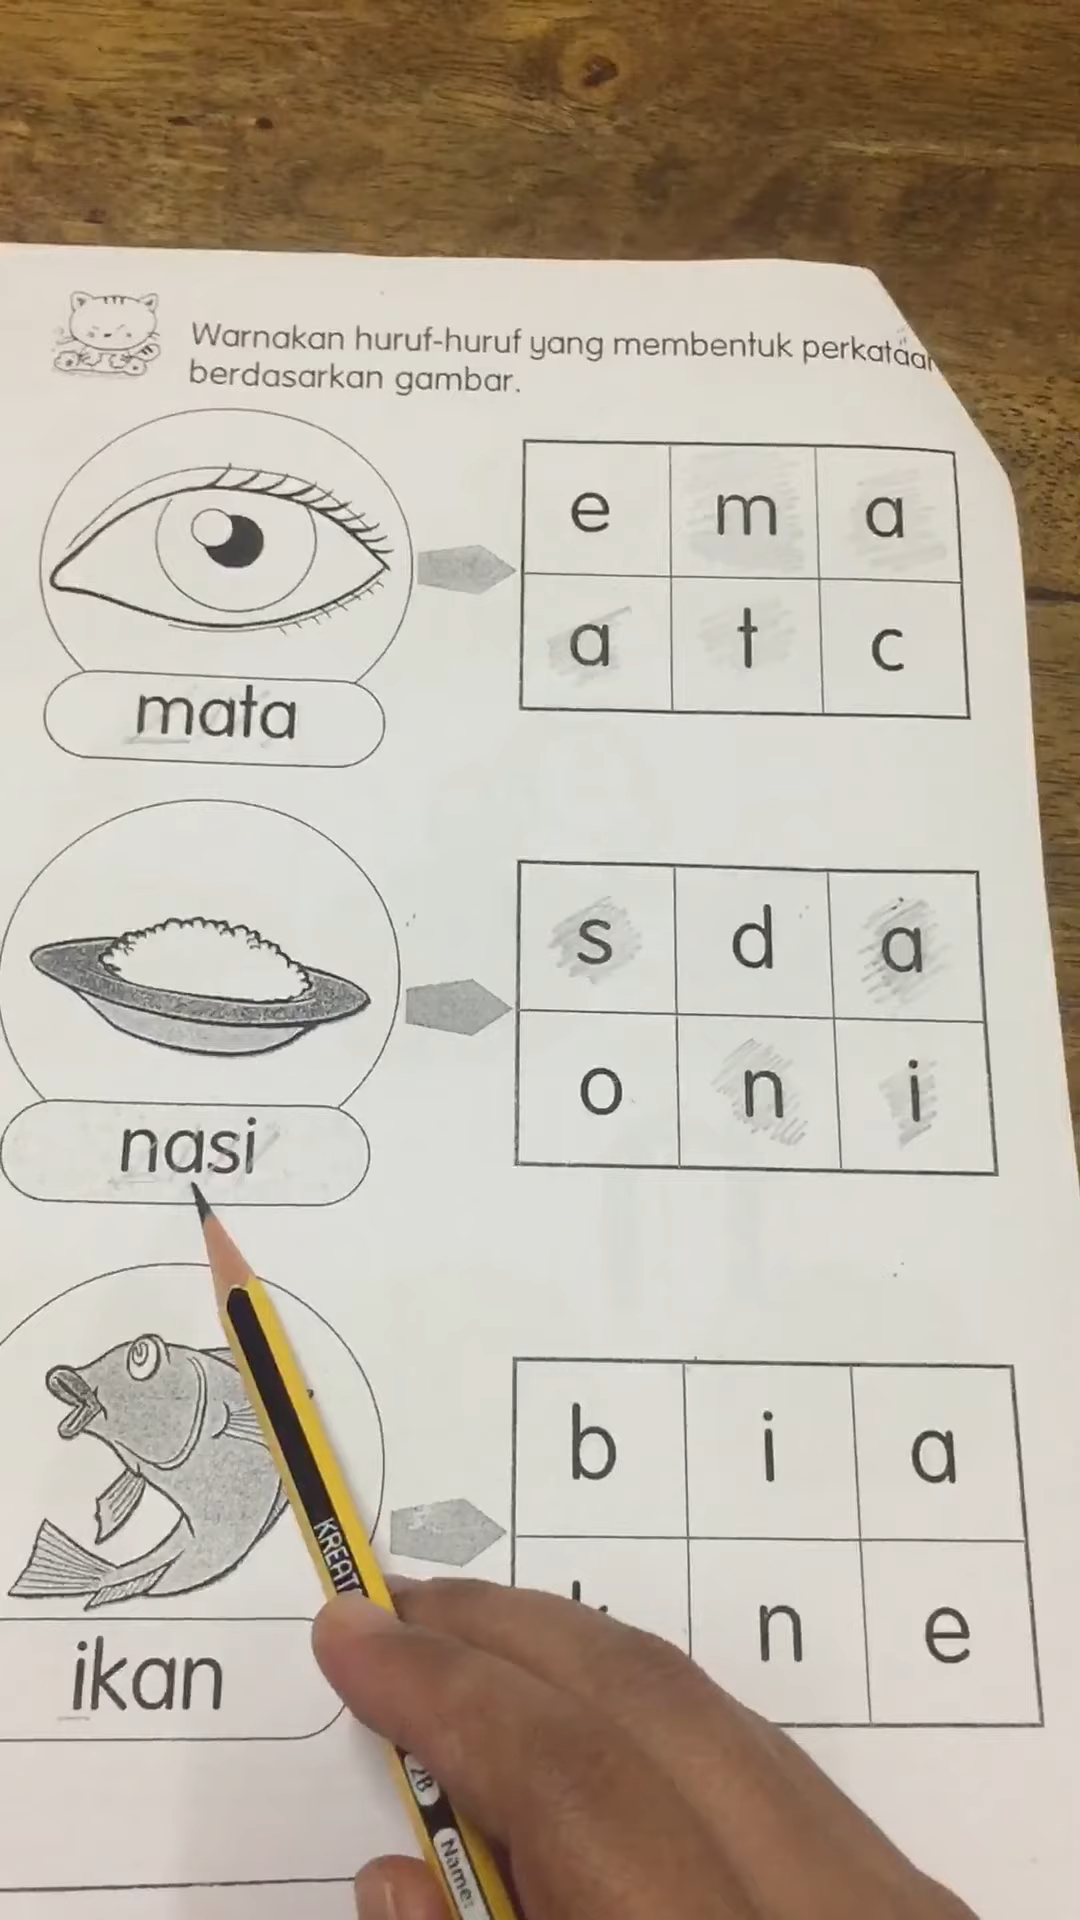 Warnakan huruf-huruf yang membentuk perkataan
berdasarkan gambar.
e m a
a t c
mata
s d a
o n i
nasi
b i a
n e
ikan
KREAT
2B
Name: